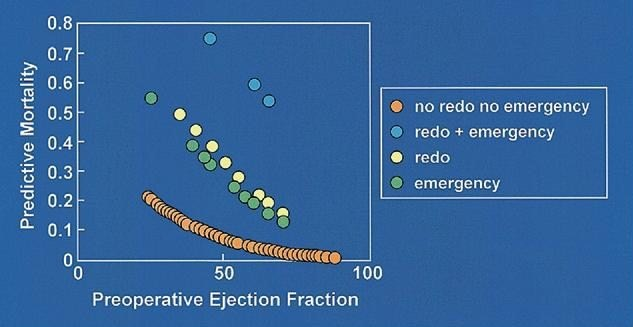 0.8
0.7
0.6
0.5
0.4
0.3
0.2
0.1
0
Predictive Mortality
0 50 100
Preoperative Ejection Fraction
no redo no emergency
redo + emergency
redo
emergency